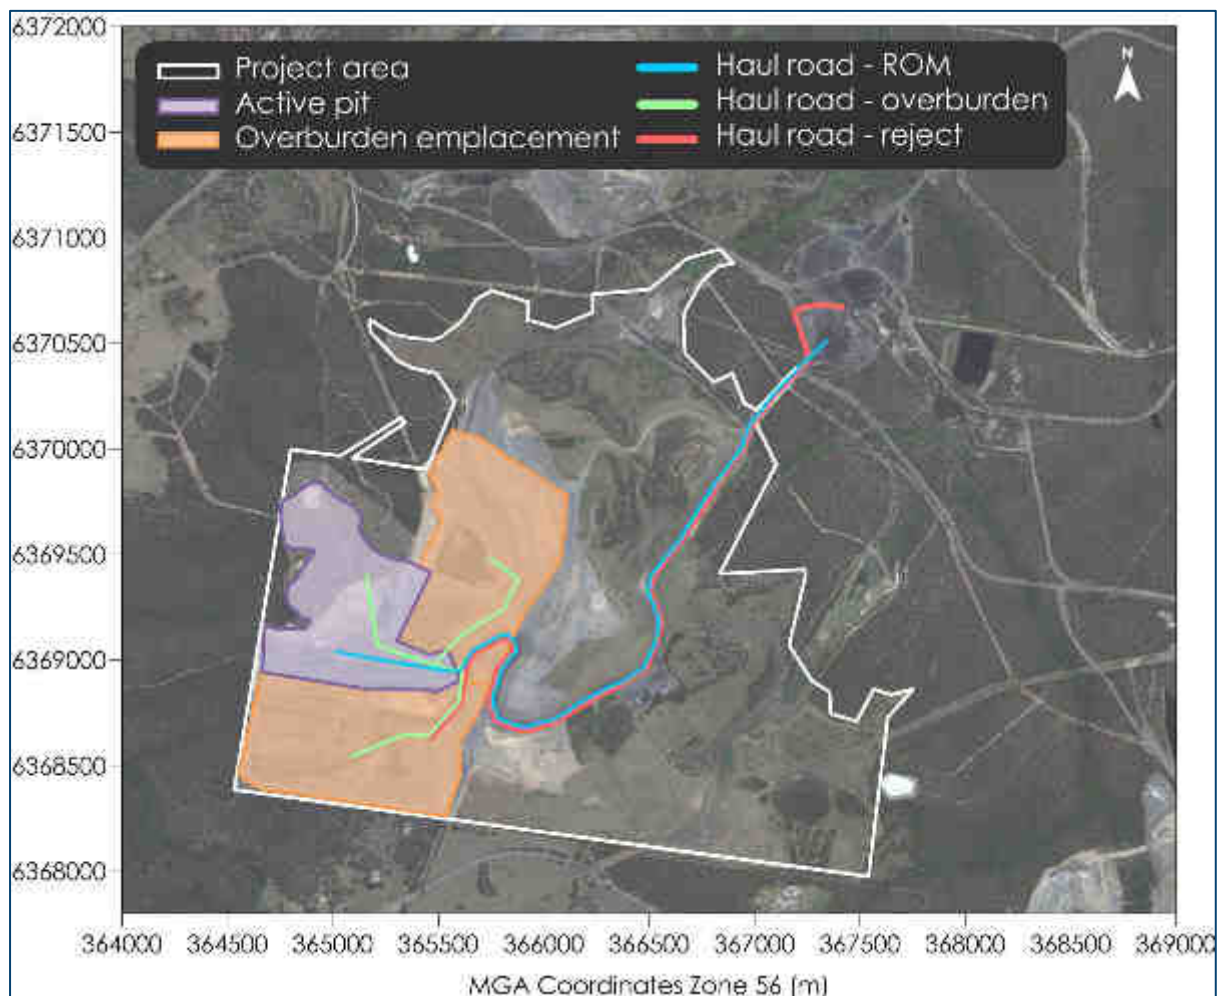 6372000
N
Project area
Haul road - ROM
Active pit
Haul road - overburden
Overburden emplacement
Haul road - reject
6371500
6371000
6370500
6370000
6369500
6369000
6368500
6368000
364000 364500 365000 365500 366000 366500 367000 367500 368000 368500 369000
MGA Coordinates Zone 56 (m)